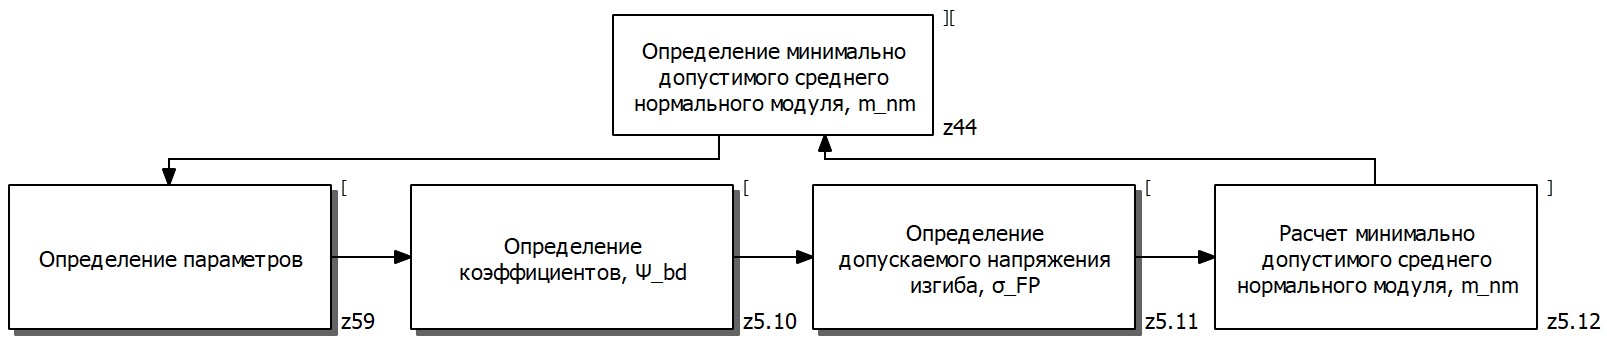 ][
Определение минимально
допустимого среднего
нормального модуля, m_nm
z44
[
Определение параметров
z59
[
Определение
коэффициентов, Ψ_bd
z5.10
[
Определение
допускаемого напряжения
изгиба, σ_FP
z5.11
]
Расчет минимально
допустимого среднего
нормального модуля, m_nm
z5.12